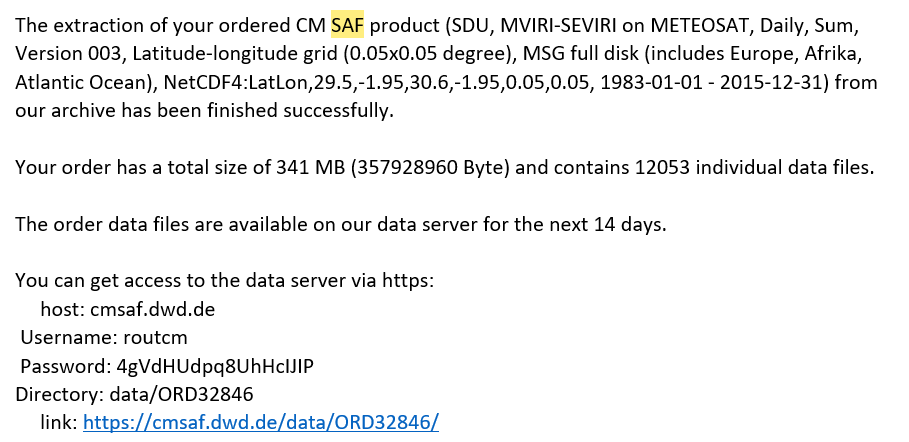 The extraction of your ordered CM SAF product (SDU, MVIRI-SEVIRI on METEOSAT, Daily, Sum,
Version 003, Latitude-longitude grid (0.05x0.05 degree), MSG full disk (includes Europe, Afrika,
Atlantic Ocean), NetCDF4:LatLon,29.5,-1.95,30.6,-1.95,0.05,0.05, 1983-01-01 - 2015-12-31) from
our archive has been finished successfully.
Your order has a total size of 341 MB (357928960 Byte) and contains 12053 individual data files.
The order data files are available on our data server for the next 14 days.
You can get access to the data server via https:
host: cmsaf.dwd.de
Username: routcm
Password: 4gVdHUdpq8UhHcIJIP
Directory: data/ORD32846
link: https://cmsaf.dwd.de/data/ORD32846/